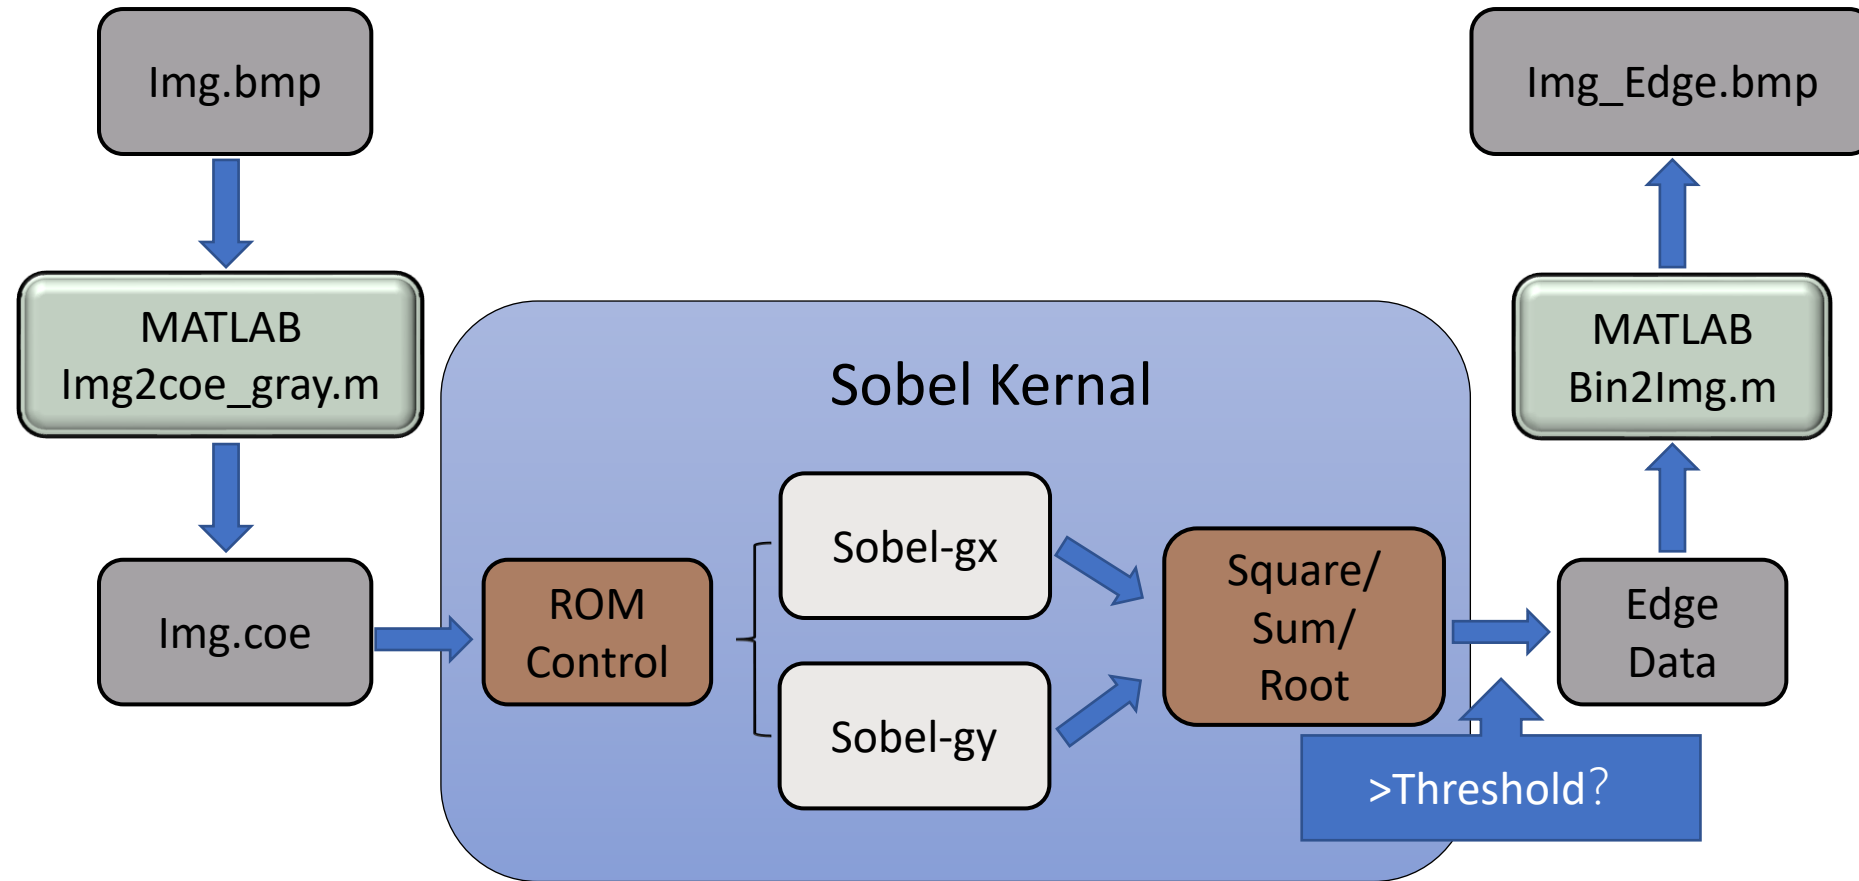 Img.bmp
MATLAB
Img2coe_gray.m
Img.coe
Sobel Kernal
ROM
Control
Sobel-gx
Sobel-gy
Square/
Sum/
Root
>Threshold？
Edge
Data
MATLAB
Bin2Img.m
Img_Edge.bmp